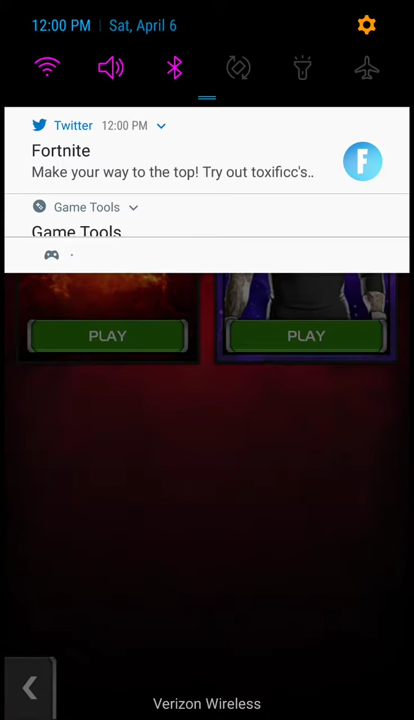 12:00 PM | Sat, April 6
Twitter 12:00 PM
Fortnite
Make your way to the top! Try out toxificc's..
F
Game Tools
Game Tools
PLAY PLAY
Verizon Wireless